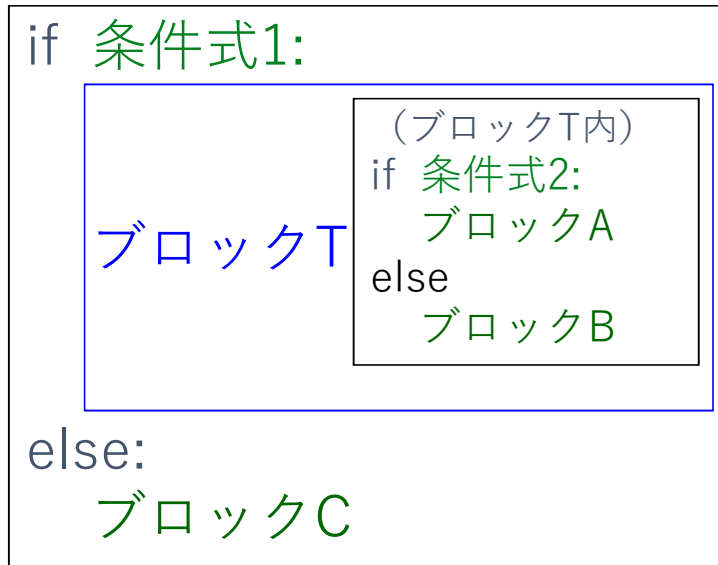 if 条件式1:
ブロックT
（ブロックT内）
if 条件式2:
ブロックA
else
ブロックB
else:
ブロックC